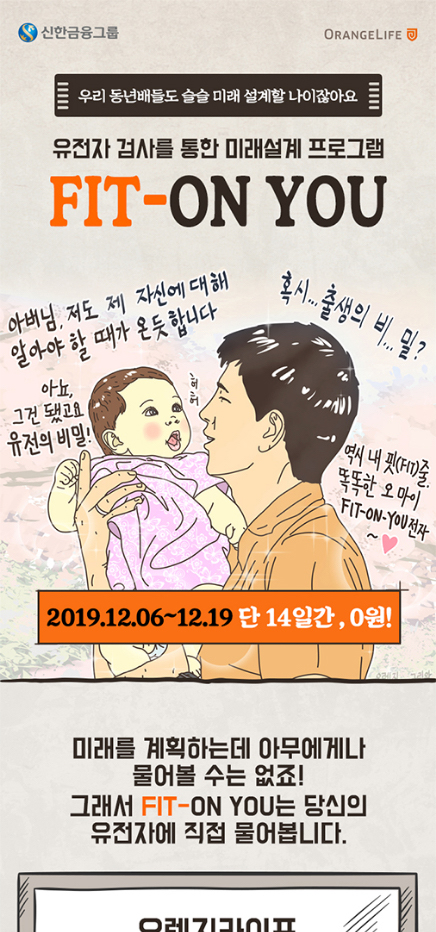 신한금융그룹
ORANGELIFE
우리 동년배들도 슬슬 미래 설계할 나이잖아요
유전자 검사를 통한 미래설계 프로그램
FIT-ON YOU
아버님, 저도 제 자신에 대해
알아야 할 때가 온듯 합니다
혹시... 출생의 비... 밀?
아뇨,
그건 됐고요
유전의 비밀!
역시 내 핏(FIT)줄
똑똑한 오 마이
FIT-ON-YOU전자
~
2019.12.06~12.19 단 14일간, 0원!
미래를 계획하는데 아무에게나
물어볼 수는 없죠!
그래서 FIT-ON YOU는 당신의
유전자에 직접 물어봅니다.
오렌지라이프